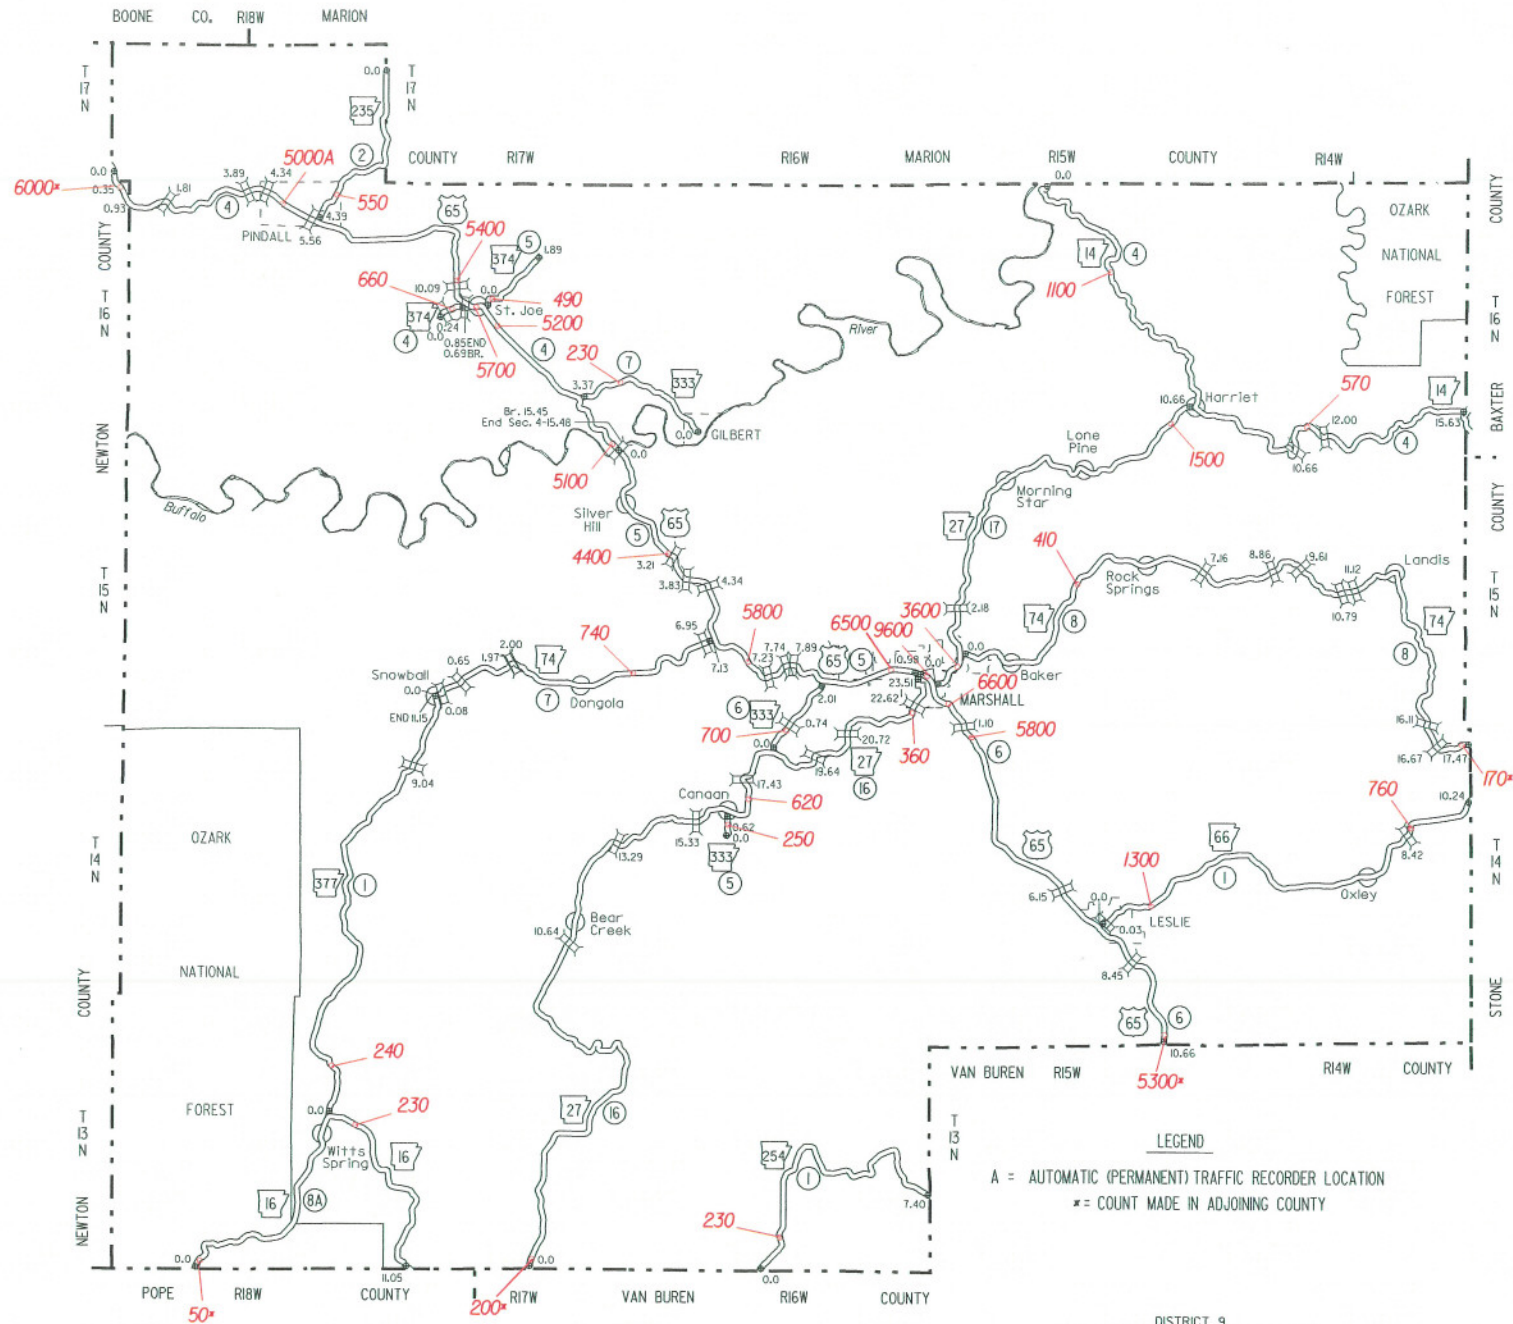 BOONE CO. R18W MARION
T 17 N
T 17 N
0.0
235
2
COUNTY R17W R16W MARION R15W COUNTY R14W
0.0
5000A
3.89 4.34
0.0
6000*
0.35
1.81
550
0.93
4
4.39
PINDALL 5.56
65
5400
5
374
1.89
OZARK
NATIONAL
FOREST
COUNTY
14
4
1100
COUNTY
T 16 N
660
10.09
0.0
490
374
St. Joe
0.24
5200
4
0.0
0.85END
0.69BR.
5700
4
230
7
River
T 16 N
3.37
333
570
14
10.66
Harriet
12.00
15.63
BAXTER
Br. 15.45
End Sec. 4-15.48
0.0
GILBERT
0.0
Lone
Pine
1500
4
10.66
NEWTON
5100
Morning
Star
Buffalo
Silver
Hill
5
65
27
17
COUNTY
4400
3.21
3.83
4.34
410
7.16
8.86
9.61
11.12
Landis
Rock
Springs
T 15 N
T 15 N
10.79
5800
6500
3600
9600
2.18
74
8
74
8
740
6.95
2.00
7.74 7.89
0.65
1.97
74
7.13
7.23
65
5
10.98
0.0
0.0
Snowball
0.0
Baker
7
Dongola
23.51
6600
2.01
22.62
MARSHALL
END 11.15
0.08
6
333
0.74
1.10
5800
16.11
700
20.72
360
6
0.0
16.67
17.47
170*
9.04
19.64
27
17.43
16
Canaan
620
760
10.24
0.62
OZARK
15.33
0.0
250
66
8.42
T 14 N
13.29
333
65
T 14 N
5
1300
1
377
1
6.15
0.0
Oxley
Bear
Creek
0.03
LESLIE
10.64
NATIONAL
8.45
COUNTY
STONE
65
6
10.66
240
VAN BUREN R15W R14W COUNTY
5300*
FOREST
0.0
230
27
16
T 13 N
T 13 N
LEGEND
Witts
Spring
16
254
1
A = AUTOMATIC (PERMANENT) TRAFFIC RECORDER LOCATION
16
8A
7.40
* = COUNT MADE IN ADJOINING COUNTY
NEWTON
230
0.0
0.0
11.05
0.0
POPE R18W COUNTY R17W VAN BUREN R16W COUNTY
50*
200*
DISTRICT 9